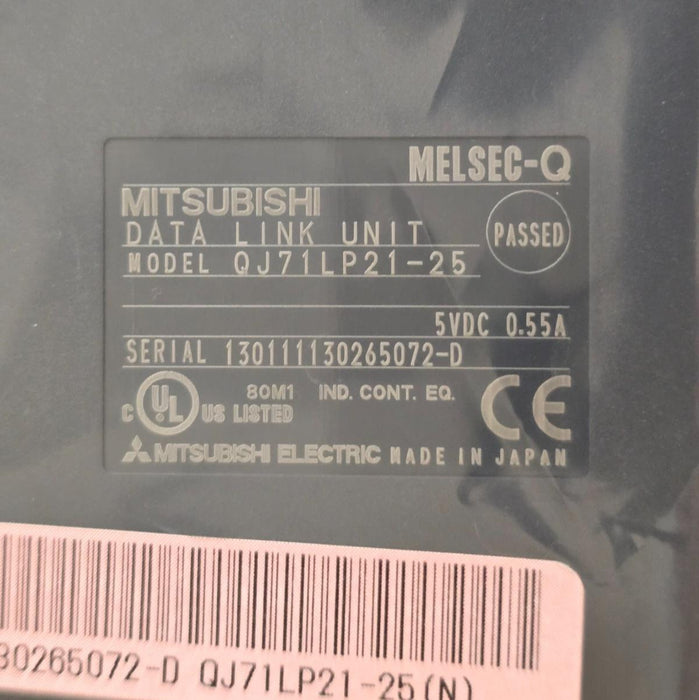 MELSEC-Q
MITSUBISHI
DATA LINK UNIT
PASSED
MODEL QJ71LP21-25
5VDC 0.55A
SERIAL 130111130265072-D
C UL US LISTED
80M1 IND. CONT. EQ.
CE
MITSUBISHI ELECTRIC MADE IN JAPAN
30265072-D QJ71LP21-25(N)